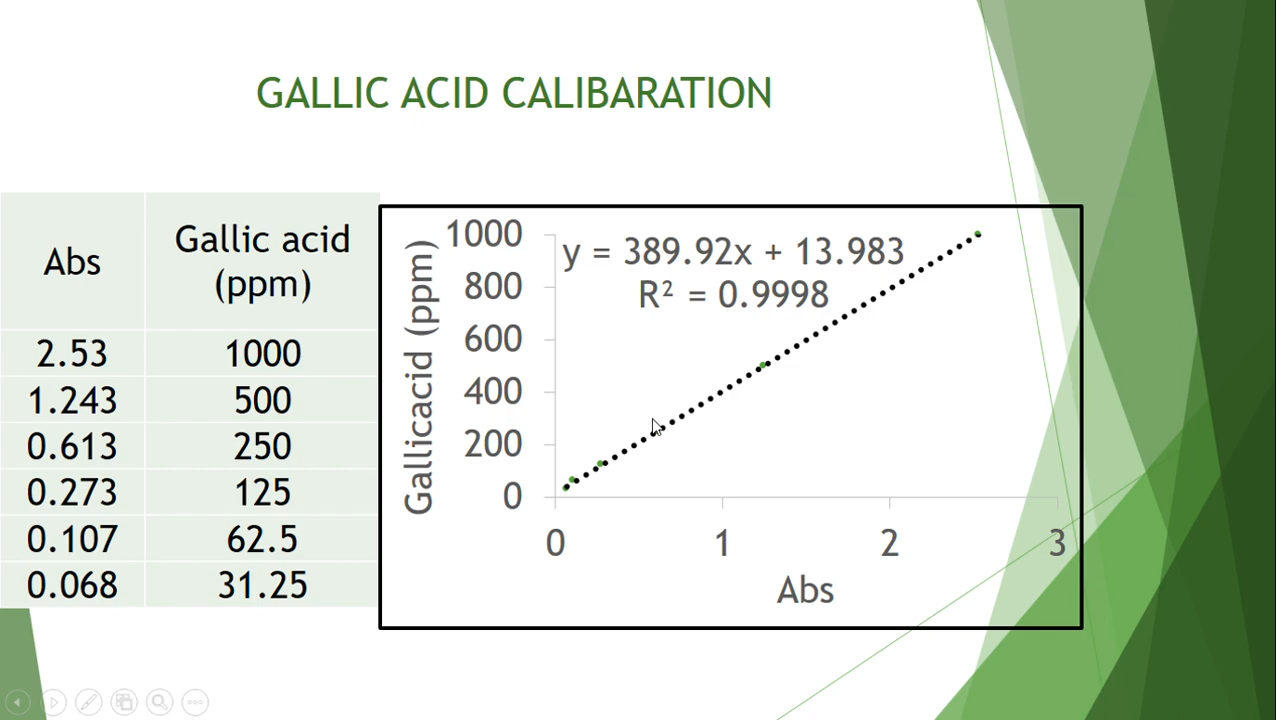 GALLIC ACID CALIBARATION
Abs
Gallic acid
(ppm)
2.53 1000
1.243 500
0.613 250
0.273 125
0.107 62.5
0.068 31.25
Gallicacid (ppm)
1000
800
600
400
200
0
y = 389.92x + 13.983
R² = 0.9998
0 1 2 3
Abs